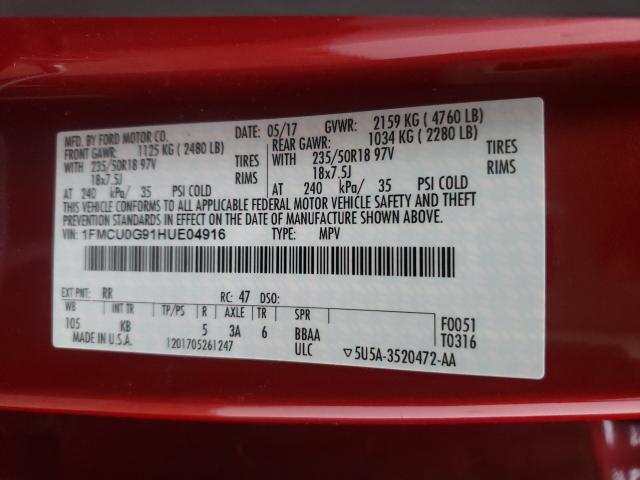 MFD. BY FORD MOTOR CO. DATE: 05/17 GVWR: 2159 KG ( 4760 LB)
FRONT GAWR: 1125 KG ( 2480 LB) REAR GAWR: 1034 KG ( 2280 LB)
WITH 235/50R18 97V TIRES WITH 235/50R18 97V TIRES
18x7.5J RIMS 18x7.5J RIMS
AT 240 kPa/ 35 PSI COLD AT 240 kPa/ 35 PSI COLD
THIS VEHICLE CONFORMS TO ALL APPLICABLE FEDERAL MOTOR VEHICLE SAFETY AND THEFT
PREVENTION STANDARDS IN EFFECT ON THE DATE OF MANUFACTURE SHOWN ABOVE.
VIN: 1FMCU0G91HUE04916 TYPE: MPV
EXT PNT: RR RC: 47 DSO:
WB INT TR TP/PS R AXLE TR SPR F0051
105 KB 5 3A 6 BBAA T0316
MADE IN U.S.A. 1201705261247 ULC ▽5U5A-3520472-AA